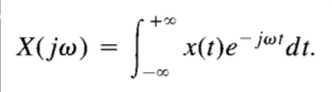 X(jω) = ∫_{-∞}^{+∞} x(t)e^{-jωt}dt.